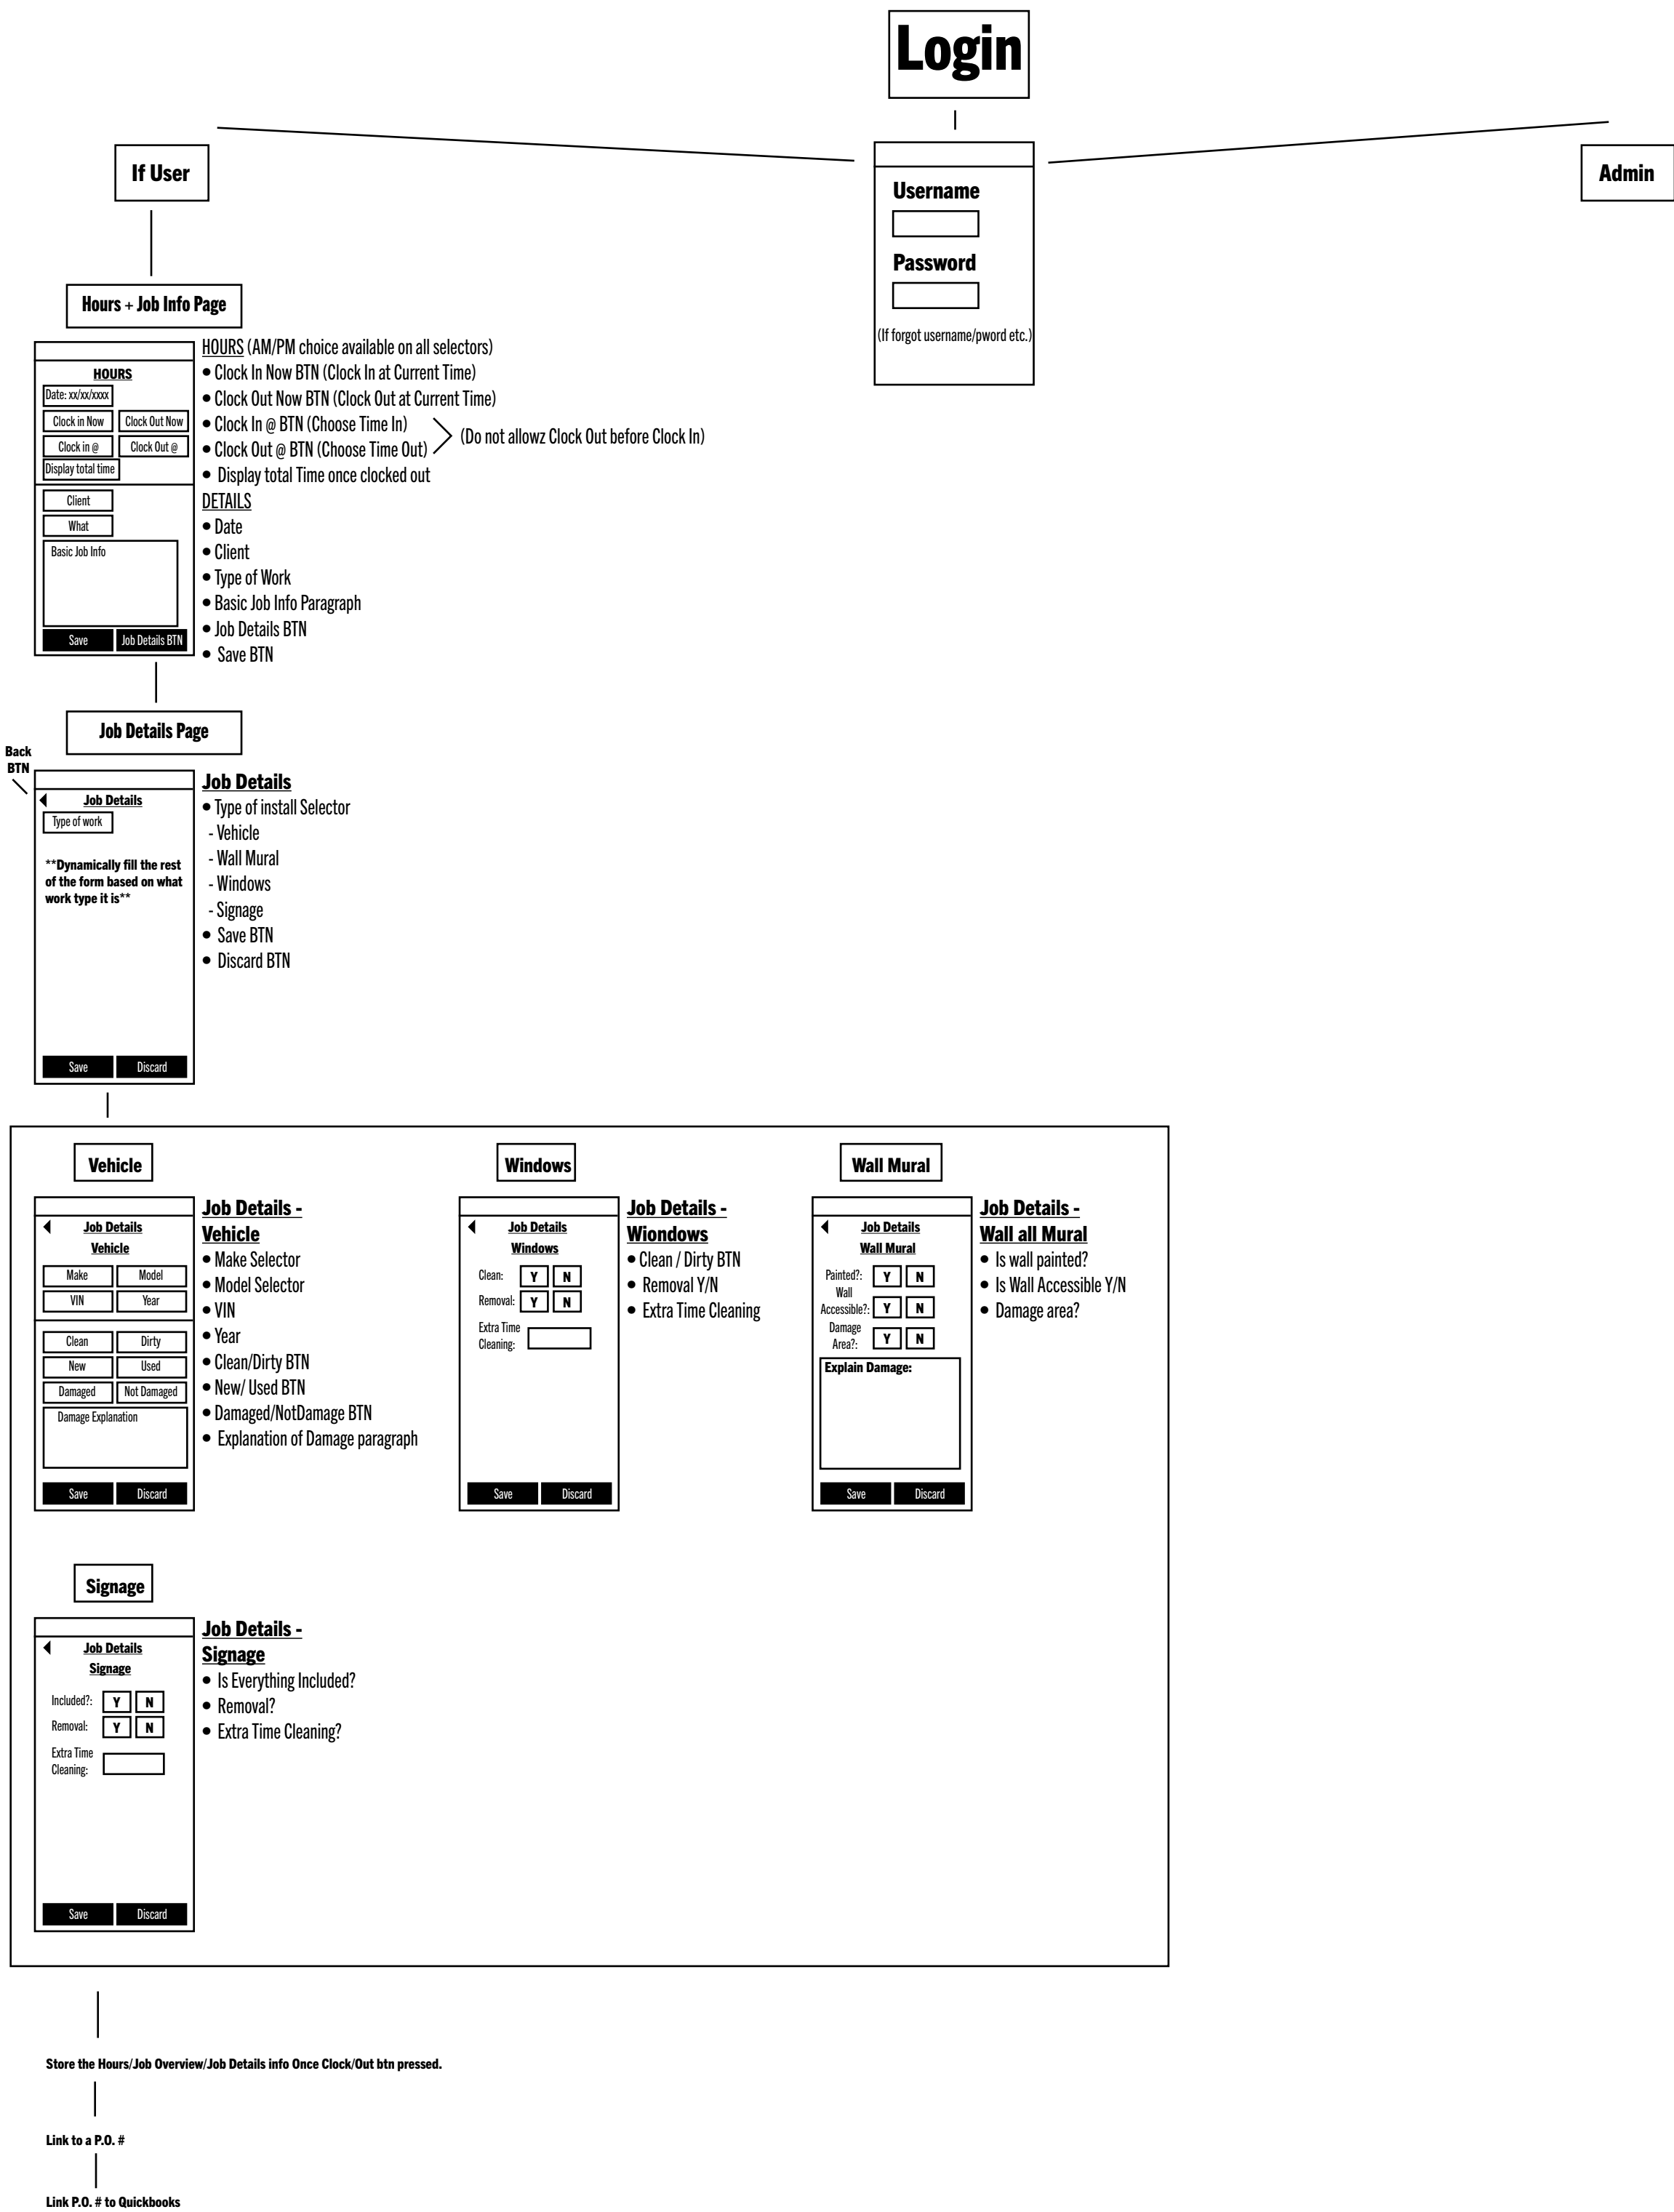 Login
If User
Admin
Username
Password
(If forgot username/pword etc.)
Hours + Job Info Page
HOURS
Date: xx/xx/xxxx
Clock in Now
Clock Out Now
Clock in @
Clock Out @
Display total time
Client
What
Basic Job Info
Save
Job Details BTN
HOURS (AM/PM choice available on all selectors)
• Clock In Now BTN (Clock In at Current Time)
• Clock Out Now BTN (Clock Out at Current Time)
• Clock In @ BTN (Choose Time In)
• Clock Out @ BTN (Choose Time Out)
(Do not allowz Clock Out before Clock In)
• Display total Time once clocked out
DETAILS
• Date
• Client
• Type of Work
• Basic Job Info Paragraph
• Job Details BTN
• Save BTN
Job Details Page
Back
BTN
Job Details
Type of work
**Dynamically fill the rest
of the form based on what
work type it is**
Save
Discard
Job Details
• Type of install Selector
- Vehicle
- Wall Mural
- Windows
- Signage
• Save BTN
• Discard BTN
Vehicle
Job Details
Vehicle
Make
Model
VIN
Year
Clean
Dirty
New
Used
Damaged
Not Damaged
Damage Explanation
Save
Discard
Job Details -
Vehicle
• Make Selector
• Model Selector
• VIN
• Year
• Clean/Dirty BTN
• New/ Used BTN
• Damaged/NotDamage BTN
• Explanation of Damage paragraph
Windows
Job Details
Windows
Clean: Y N
Removal: Y N
Extra Time
Cleaning:
Save
Discard
Job Details -
Wiondows
• Clean / Dirty BTN
• Removal Y/N
• Extra Time Cleaning
Wall Mural
Job Details
Wall Mural
Painted?: Y N
Wall
Accessible?: Y N
Damage
Area?: Y N
Explain Damage:
Save
Discard
Job Details -
Wall all Mural
• Is wall painted?
• Is Wall Accessible Y/N
• Damage area?
Signage
Job Details
Signage
Included?: Y N
Removal: Y N
Extra Time
Cleaning:
Save
Discard
Job Details -
Signage
• Is Everything Included?
• Removal?
• Extra Time Cleaning?
Store the Hours/Job Overview/Job Details info Once Clock/Out btn pressed.
Link to a P.O. #
Link P.O. # to Quickbooks